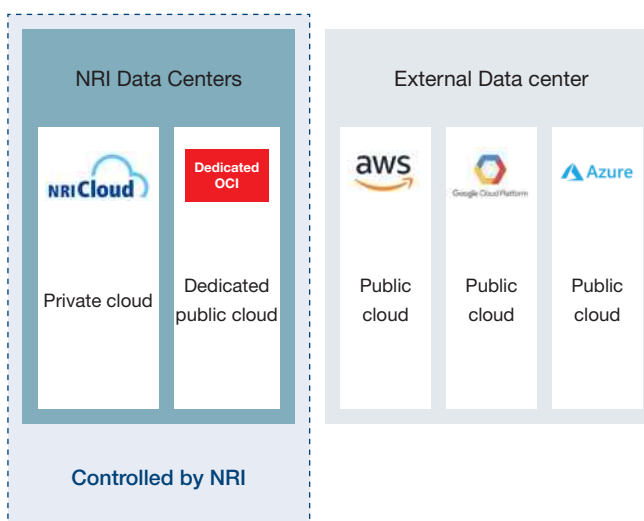 NRI Data Centers
NRI Cloud
Private cloud
Dedicated
OCI
Dedicated
public cloud
Controlled by NRI
External Data center
aws
Public
cloud
Google Cloud Platform
Public
cloud
Azure
Public
cloud